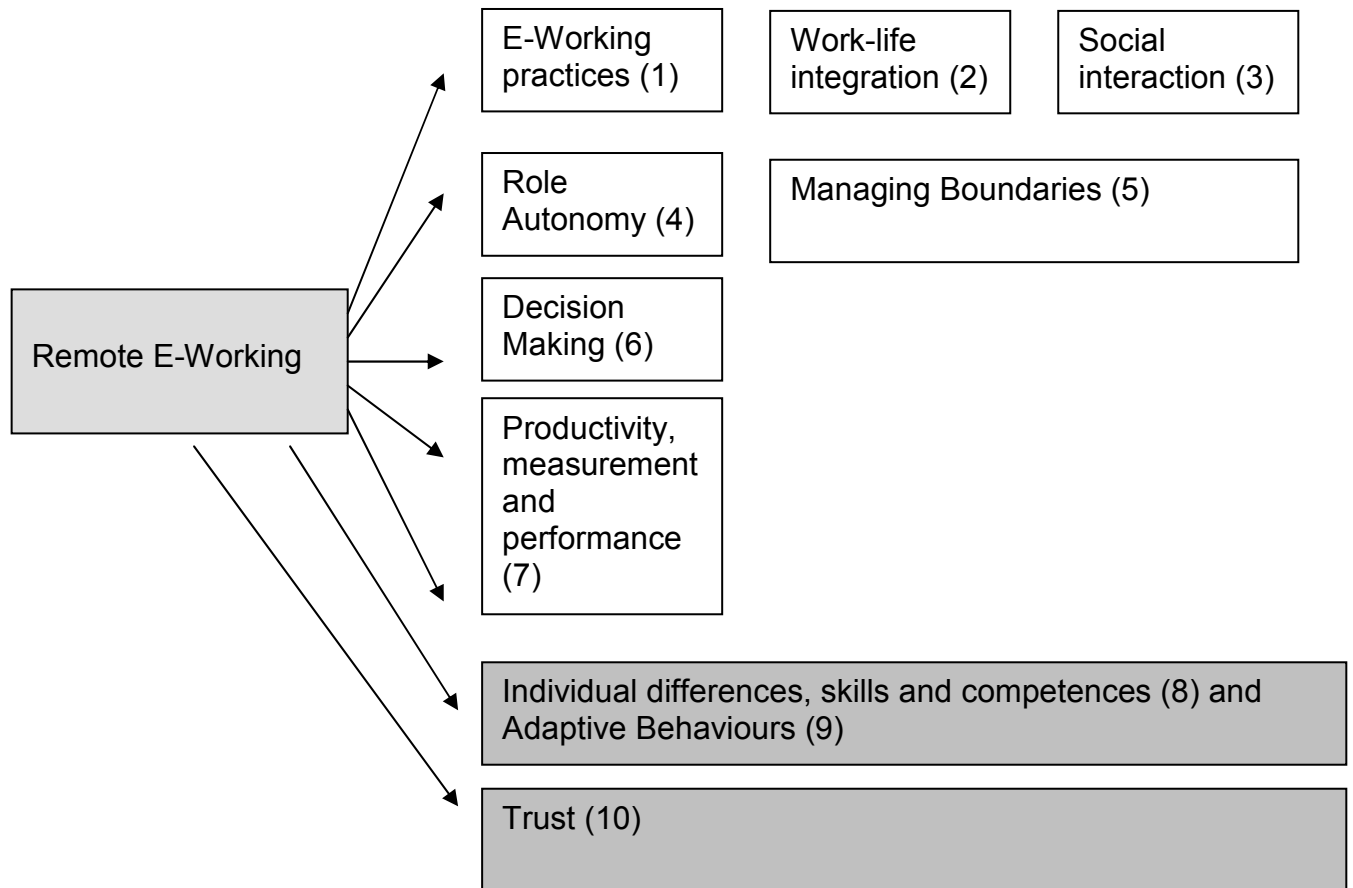 E-Working
practices (1)
Work-life
integration (2)
Social
interaction (3)
Role
Autonomy (4)
Managing Boundaries (5)
Remote E-Working
Decision
Making (6)
Productivity,
measurement
and
performance
(7)
Individual differences, skills and competences (8) and
Adaptive Behaviours (9)
Trust (10)